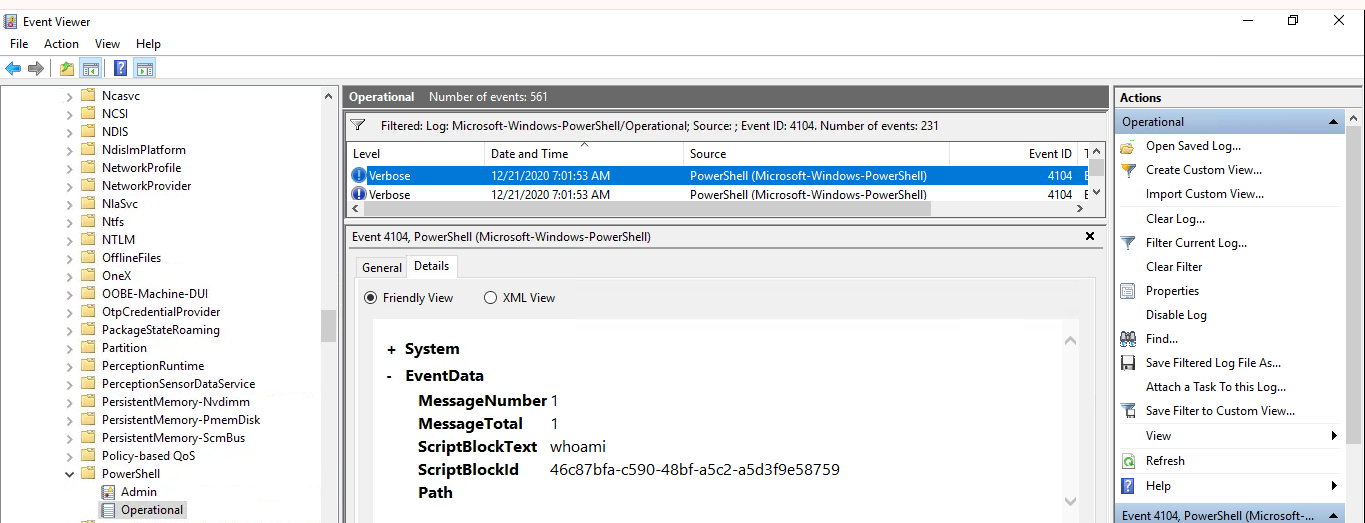 Event Viewer
File Action View Help
Ncasvc
NCSI
NDIS
NdisImPlatform
NetworkProfile
NetworkProvider
NlaSvc
Ntfs
NTLM
OfflineFiles
OneX
OOBE-Machine-DUI
OtpCredentialProvider
PackageStateRoaming
Partition
PerceptionRuntime
PerceptionSensorDataService
PersistentMemory-Nvdimm
PersistentMemory-PmemDisk
PersistentMemory-ScmBus
Policy-based QoS
PowerShell
Admin
Operational
Operational Number of events: 561
Filtered: Log: Microsoft-Windows-PowerShell/Operational; Source: ; Event ID: 4104. Number of events: 231
Level Date and Time Source Event ID
Verbose 12/21/2020 7:01:53 AM PowerShell (Microsoft-Windows-PowerShell) 4104
Verbose 12/21/2020 7:01:53 AM PowerShell (Microsoft-Windows-PowerShell) 4104
Event 4104, PowerShell (Microsoft-Windows-PowerShell)
General Details
Friendly View XML View
+ System
- EventData
MessageNumber 1
MessageTotal 1
ScriptBlockText whoami
ScriptBlockId 46c87bfa-c590-48bf-a5c2-a5d3f9e58759
Path
Actions
Operational
Open Saved Log...
Create Custom View...
Import Custom View...
Clear Log...
Filter Current Log...
Clear Filter
Properties
Disable Log
Find...
Save Filtered Log File As...
Attach a Task To this Log...
Save Filter to Custom View...
View
Refresh
Help
Event 4104, PowerShell (Microsoft-...